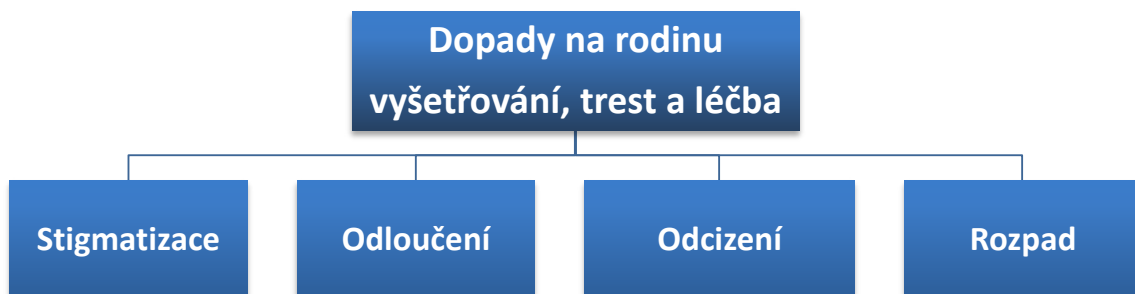 Dopady na rodinu
vyšetřování, trest a léčba
Stigmatizace
Odloučení
Odcizení
Rozpad